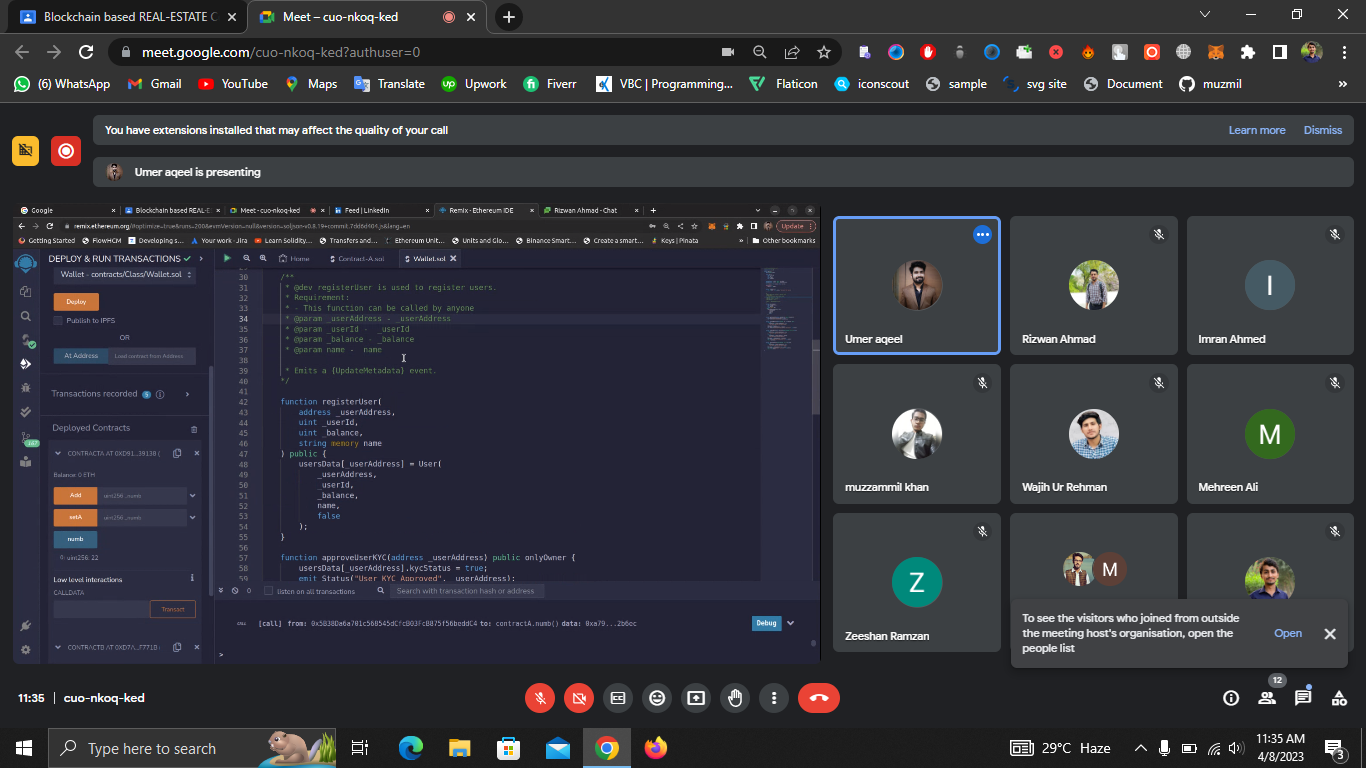 Blockchain based REAL-ESTATE C
Meet – cuo-nkoq-ked
meet.google.com/cuo-nkoq-ked?authuser=0
(6) WhatsApp
Gmail
YouTube
Maps
Translate
Upwork
Fiverr
VBC | Programming...
Flaticon
iconscout
sample
svg site
Document
muzmil
»
You have extensions installed that may affect the quality of your call
Learn more
Dismiss
Umer aqeel is presenting
Google
Blockchain based REAL-E
Meet - cuo-nkoq-ked
Feed | LinkedIn
Remix - Ethereum IDE
Rizwan Ahmad - Chat
Update
Getting Started
FlowHCM
Developing s...
Your work - Jira
Learn Solidity...
Transfers and...
Ethereum Unit...
Units and Glo...
Binance Smart...
Create a smart...
Keys | Pinata
Other bookmarks
DEPLOY & RUN TRANSACTIONS
Home
Contract-A.sol
Wallet.sol
Wallet - contracts/Class/Wallet.sol
Deploy
Publish to IPFS
OR
At Address
Load contract from Address
Transactions recorded
5
Deployed Contracts
CONTRACTA AT 0XD91...39138 (
Balance: 0 ETH
Add
uint256 _numb
setA
uint256 _numb
numb
0: uint256: 22
Low level interactions
CALLDATA
Transact
30 /**
31 * @dev registerUser is used to register users.
32 * Requirement:
33 * - This function can be called by anyone
34 * @param _userAddress - _userAddress
35 * @param _userId - _userId
36 * @param _balance - _balance
37 * @param name - name
38
39 * Emits a {UpdateMetadata} event.
40 */
41
42 function registerUser(
43 address _userAddress,
44 uint _userId,
45 uint _balance,
46 string memory name
47 ) public {
48 usersData[_userAddress] = User(
49 _userAddress,
50 _userId,
51 _balance,
52 name,
53 false
54 );
55 }
56
57 function approveUserKYC(address _userAddress) public onlyOwner {
58 usersData[_userAddress].kycStatus = true;
59 emit Status("User KYC Approved", _userAddress);
0
listen on all transactions
Search with transaction hash or address
[call] from: 0x5B38Da6a701c568545dCfcB03FcB875f56beddC4 to: contractA.numb() data: 0xa79...2b6ec
Debug
>
Umer aqeel
Rizwan Ahmad
I
Imran Ahmed
muzzammil khan
Wajih Ur Rehman
M
Mehreen Ali
Z
Zeeshan Ramzan
M
To see the visitors who joined from outside
the meeting host's organisation, open the
people list
Open
11:35
cuo-nkoq-ked
12
Type here to search
29°C Haze
11:35 AM
4/8/2023
3